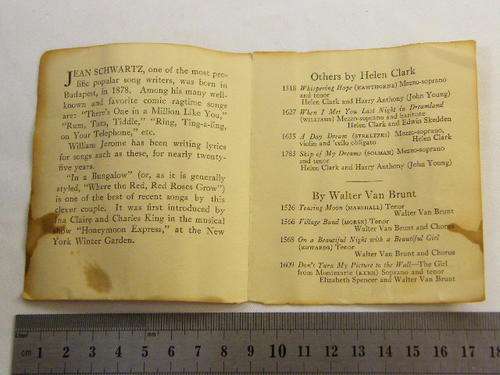 JEAN SCHWARTZ, one of the most pro-
lific popular song writers, was born in
Budapest, in 1878. Among his many well-
known and favorite comic ragtime songs
are: "There's One in a Million Like You,"
"Rum, Tum, Tiddle," "Ring, Ting-a-ling,
on Your Telephone," etc.
William Jerome has been writing lyrics
for songs such as these, for nearly twenty-
five years.
"In a Bungalow" (or, as it is generally
styled, "Where the Red, Red Roses Grow")
is one of the best of recent songs by this
clever couple. It was first introduced by
Ina Claire and Charles King in the musical
show "Honeymoon Express," at the New
York Winter Garden.
Others by Helen Clark
1518 Whispering Hope (HAWTHORNE) Mezzo-soprano
and tenor
Helen Clark and Harry Anthony (John Young)
1627 When I Met You Last Night in Dreamland
(WILLIAMS) Mezzo-soprano and baritone
Helen Clark and Edwin Skedden
1635 A Day Dream (STRELEZKI) Mezzo-soprano,
violin and 'cello obligato Helen Clark
1783 Ship of My Dreams (SOLMAN) Mezzo-soprano
and tenor
Helen Clark and Harry Anthony (John Young)
By Walter Van Brunt
1526 Teasing Moon (MARSHALL) Tenor
Walter Van Brunt
1566 Village Band (MORSE) Tenor
Walter Van Brunt and Chorus
1568 On a Beautiful Night with a Beautiful Girl
(EDWARDS) Tenor
Walter Van Brunt and Chorus
1609 Don't Turn My Picture to the Wall—The Girl
from Montmartre (KERN) Soprano and tenor
Elizabeth Spencer and Walter Van Brunt
cm 1 2 3 4 5 6 7 8 9 10 11 12 13 14 15 16 17 18